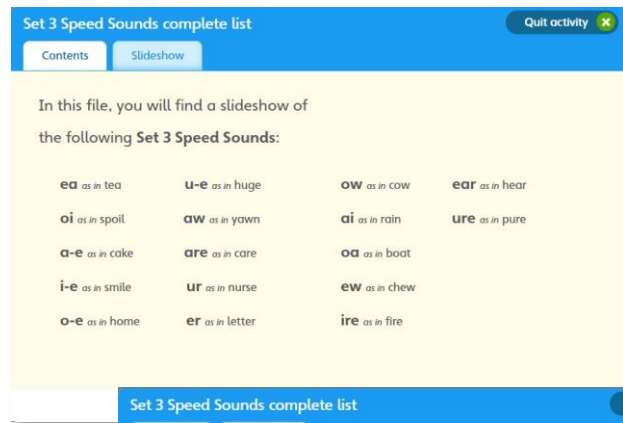 Set 3 Speed Sounds complete list
Quit activity
Contents
Slideshow
In this file, you will find a slideshow of
the following Set 3 Speed Sounds:
ea as in tea
oi as in spoil
a-e as in cake
i-e as in smile
o-e as in home
u-e as in huge
aw as in yawn
are as in care
ur as in nurse
er as in letter
ow as in cow
ai as in rain
oa as in boat
ew as in chew
ire as in fire
ear as in hear
ure as in pure
Set 3 Speed Sounds complete list